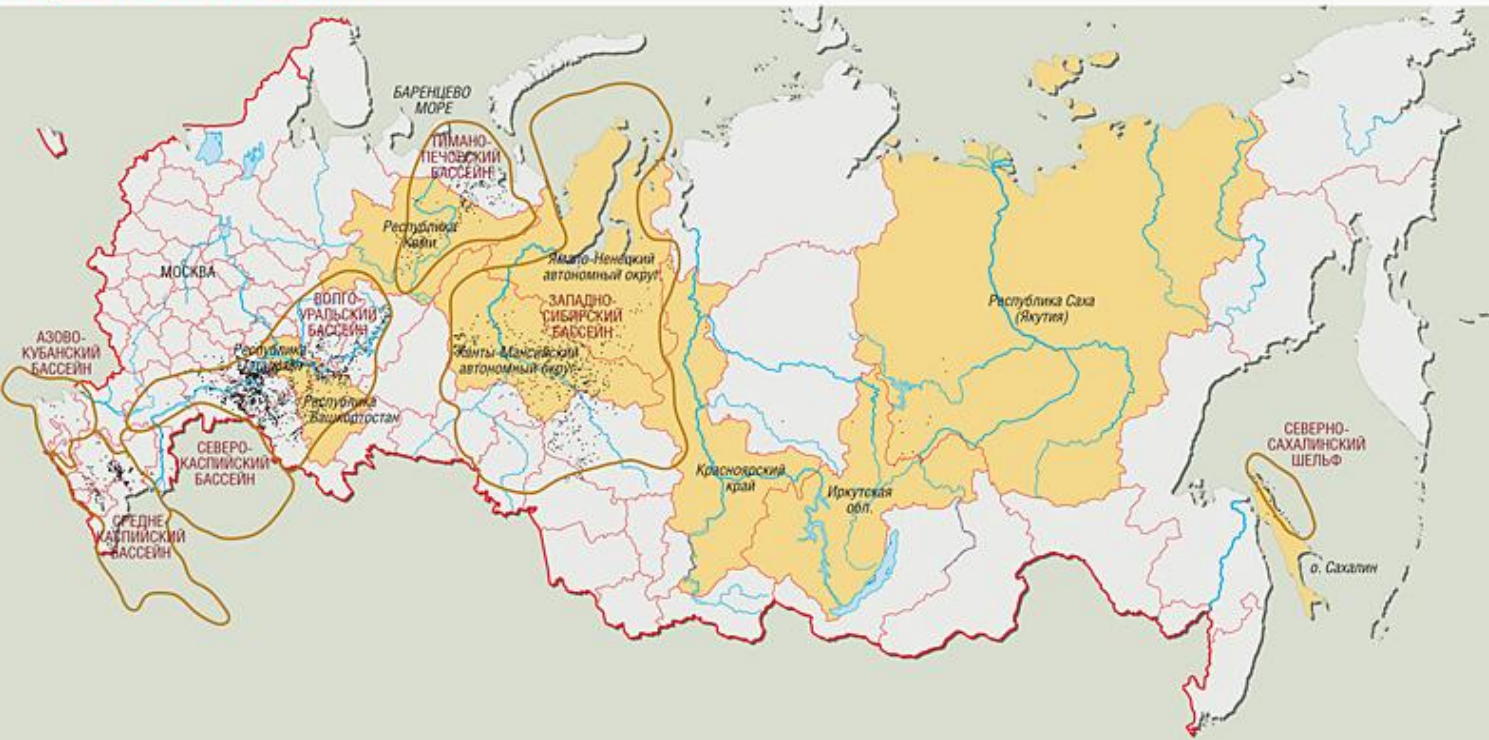 БАРЕНЦЕВО
МОРЕ
ТИМАНО-
ПЕЧОРСКИЙ
БАССЕЙН
Республика
Коми
МОСКВА
Ямало-Ненецкий
автономный округ
ВОЛГО-
УРАЛЬСКИЙ
БАССЕЙН
ЗАПАДНО-
СИБИРСКИЙ
БАССЕЙН
Республика Саха
(Якутия)
АЗОВО-
КУБАНСКИЙ
БАССЕЙН
Республика
Татарстан
Ханты-Мансийский
автономный округ
Республика
Башкортостан
СЕВЕРО-
КАСПИЙСКИЙ
БАССЕЙН
Красноярский
край
Иркутская
обл.
СЕВЕРНО-
САХАЛИНСКИЙ
ШЕЛЬФ
СРЕДНЕ-
КАСПИЙСКИЙ
БАССЕЙН
о. Сахалин